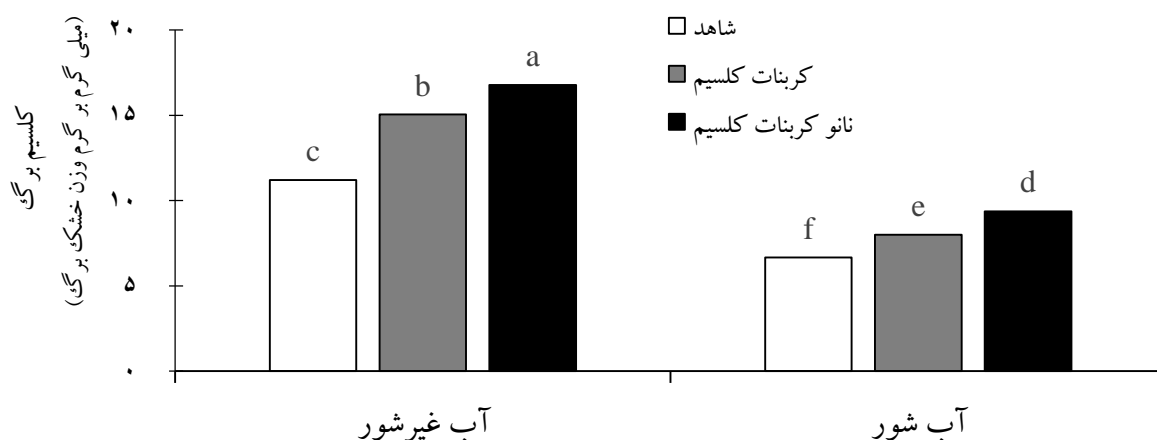 کلسیم برگ
(میلی گرم بر گرم وزن خشک برگ)
۲۰
۱۵
۱۰
۵
۰
شاهد
کربنات کلسیم
نانو کربنات کلسیم
c
b
a
f
e
d
آب غیرشور
آب شور